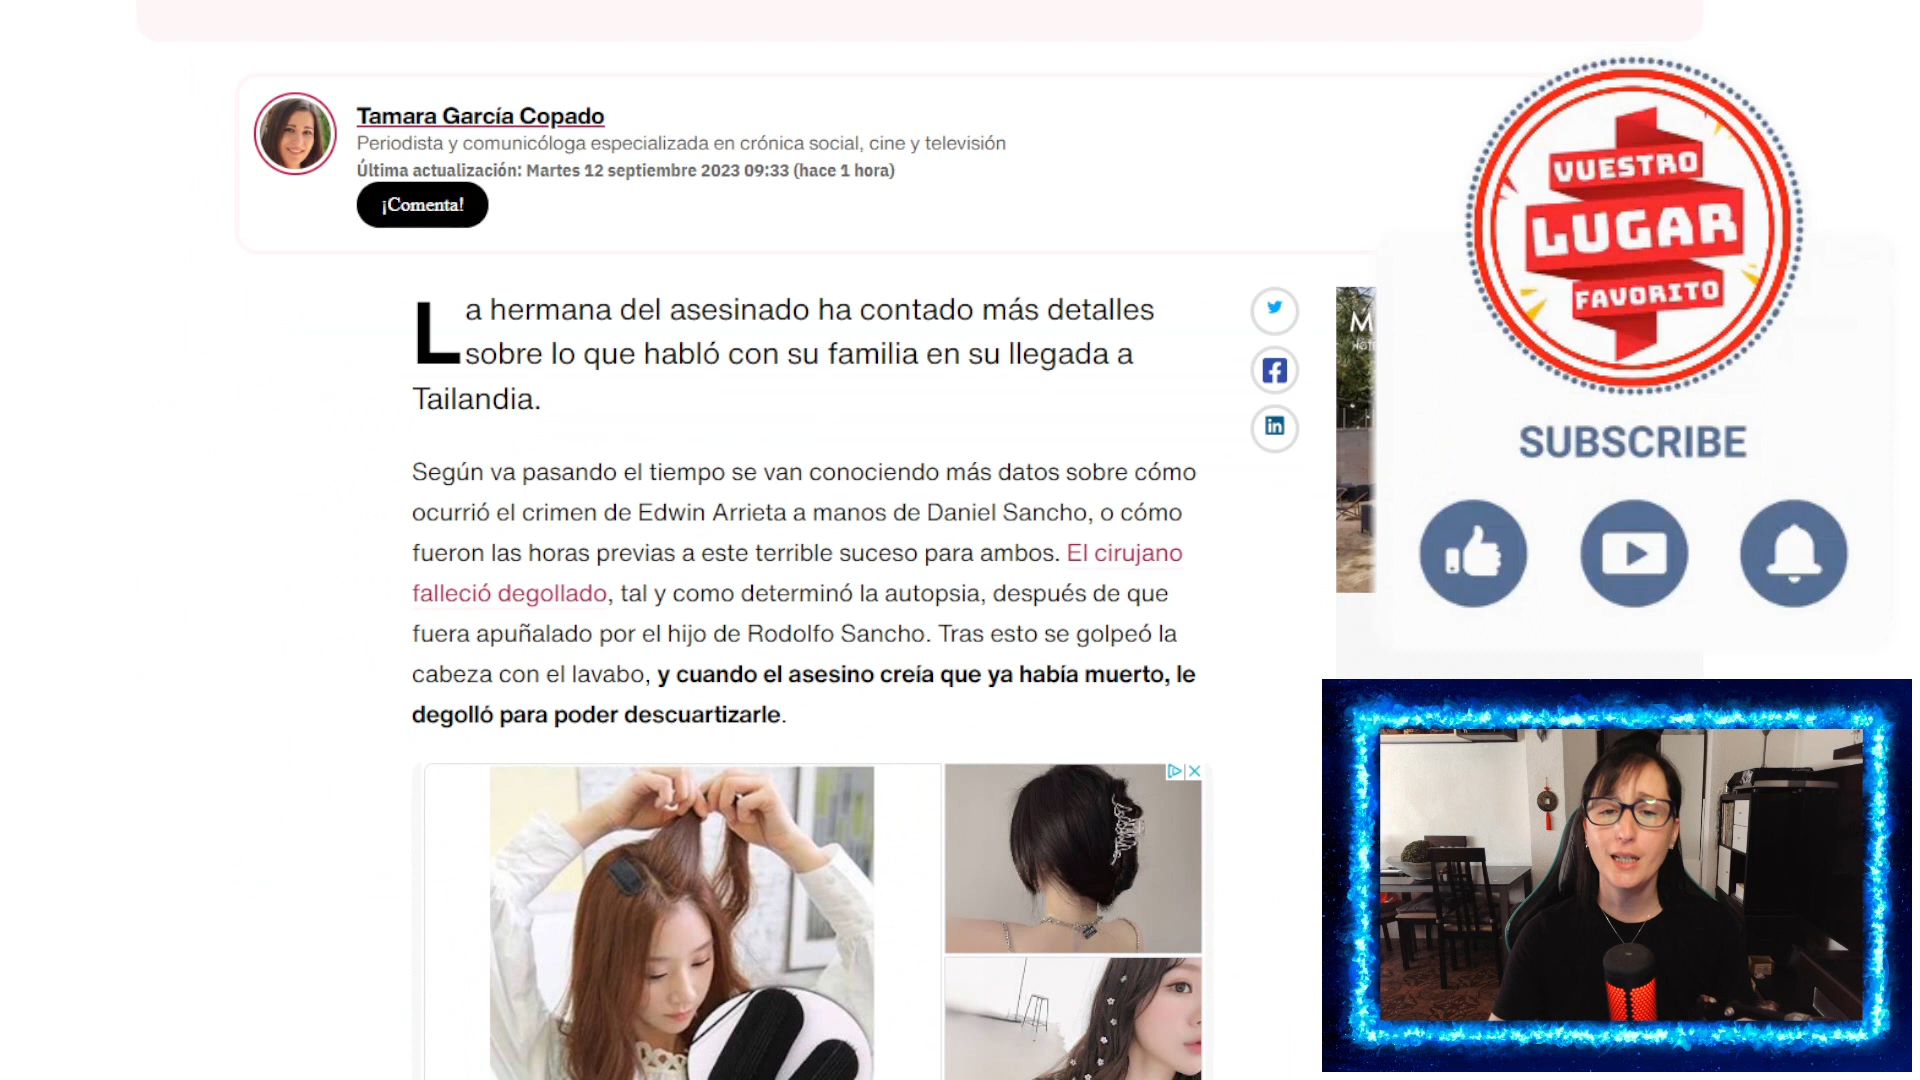 Tamara García Copado
Periodista y comunicóloga especializada en crónica social, cine y televisión
Última actualización: Martes 12 septiembre 2023 09:33 (hace 1 hora)
¡Comenta!
La hermana del asesinado ha contado más detalles
sobre lo que habló con su familia en su llegada a
Tailandia.
Según va pasando el tiempo se van conociendo más datos sobre cómo
ocurrió el crimen de Edwin Arrieta a manos de Daniel Sancho, o cómo
fueron las horas previas a este terrible suceso para ambos. El cirujano
falleció degollado, tal y como determinó la autopsia, después de que
fuera apuñalado por el hijo de Rodolfo Sancho. Tras esto se golpeó la
cabeza con el lavabo, y cuando el asesino creía que ya había muerto, le
degolló para poder descuartizarle.
VUESTRO
LUGAR
FAVORITO
SUBSCRIBE